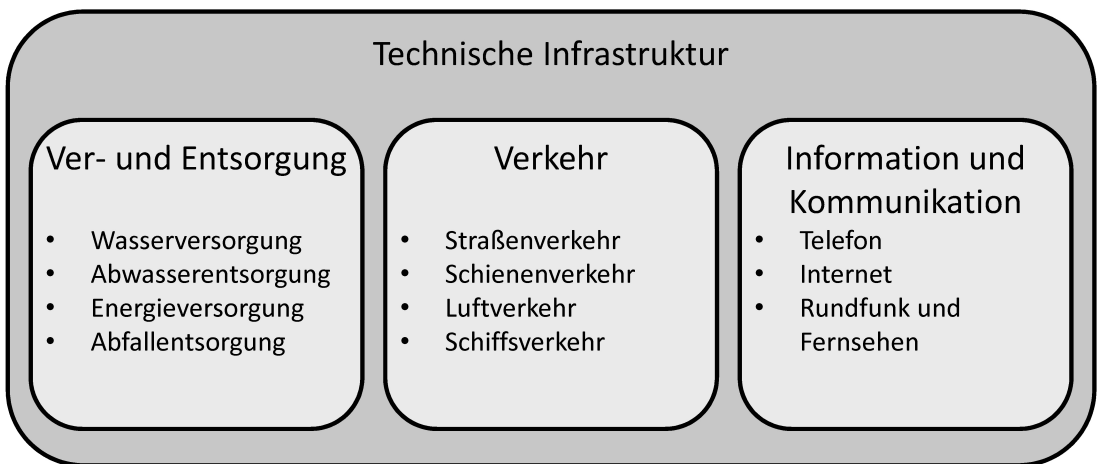 Technische Infrastruktur
Ver- und Entsorgung
• Wasserversorgung
• Abwasserentsorgung
• Energieversorgung
• Abfallentsorgung
Verkehr
• Straßenverkehr
• Schienenverkehr
• Luftverkehr
• Schiffsverkehr
Information und
Kommunikation
• Telefon
• Internet
• Rundfunk und
Fernsehen